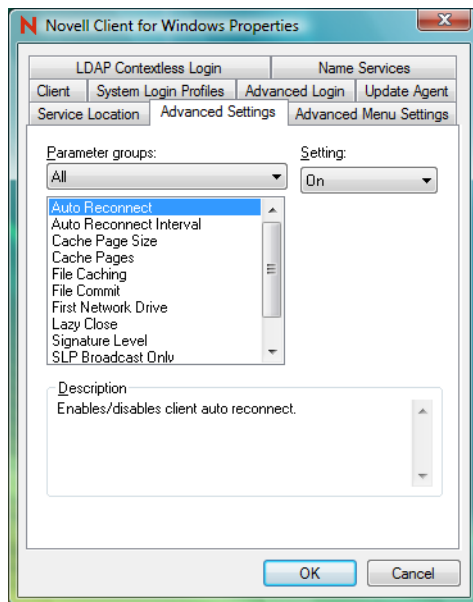 N Novell Client for Windows Properties
LDAP Contextless Login Name Services
Client System Login Profiles Advanced Login Update Agent
Service Location Advanced Settings Advanced Menu Settings
Parameter groups: Setting:
All On
Auto Reconnect
Auto Reconnect Interval
Cache Page Size
Cache Pages
File Caching
File Commit
First Network Drive
Lazy Close
Signature Level
SLP Broadcast Only
Description
Enables/disables client auto reconnect.
OK Cancel